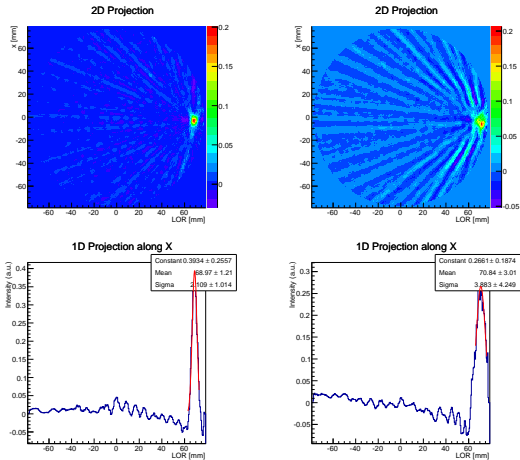 2D Projection
x [mm]
80
60
40
20
0
-20
-40
-60
-60 -40 -20 0 20 40 60
LOR [mm]
0.2
0.15
0.1
0.05
0
2D Projection
x [mm]
60
40
20
0
-20
-40
-60
-60 -40 -20 0 20 40 60
LOR [mm]
0.2
0.15
0.1
0.05
0
-0.05
1D Projection along X
Intensity (a.u.)
Constant 0.3934 ± 0.2557
Mean 68.97 ± 1.21
Sigma 2.109 ± 1.014
0.4
0.35
0.3
0.25
0.2
0.15
0.1
0.05
0
-0.05
-60 -40 -20 0 20 40 60
LOR [mm]
1D Projection along X
Intensity (a.u.)
Constant 0.2661 ± 0.1874
Mean 70.84 ± 3.01
Sigma 3.883 ± 4.249
0.3
0.25
0.2
0.15
0.1
0.05
0
-0.05
-60 -40 -20 0 20 40 60
LOR [mm]